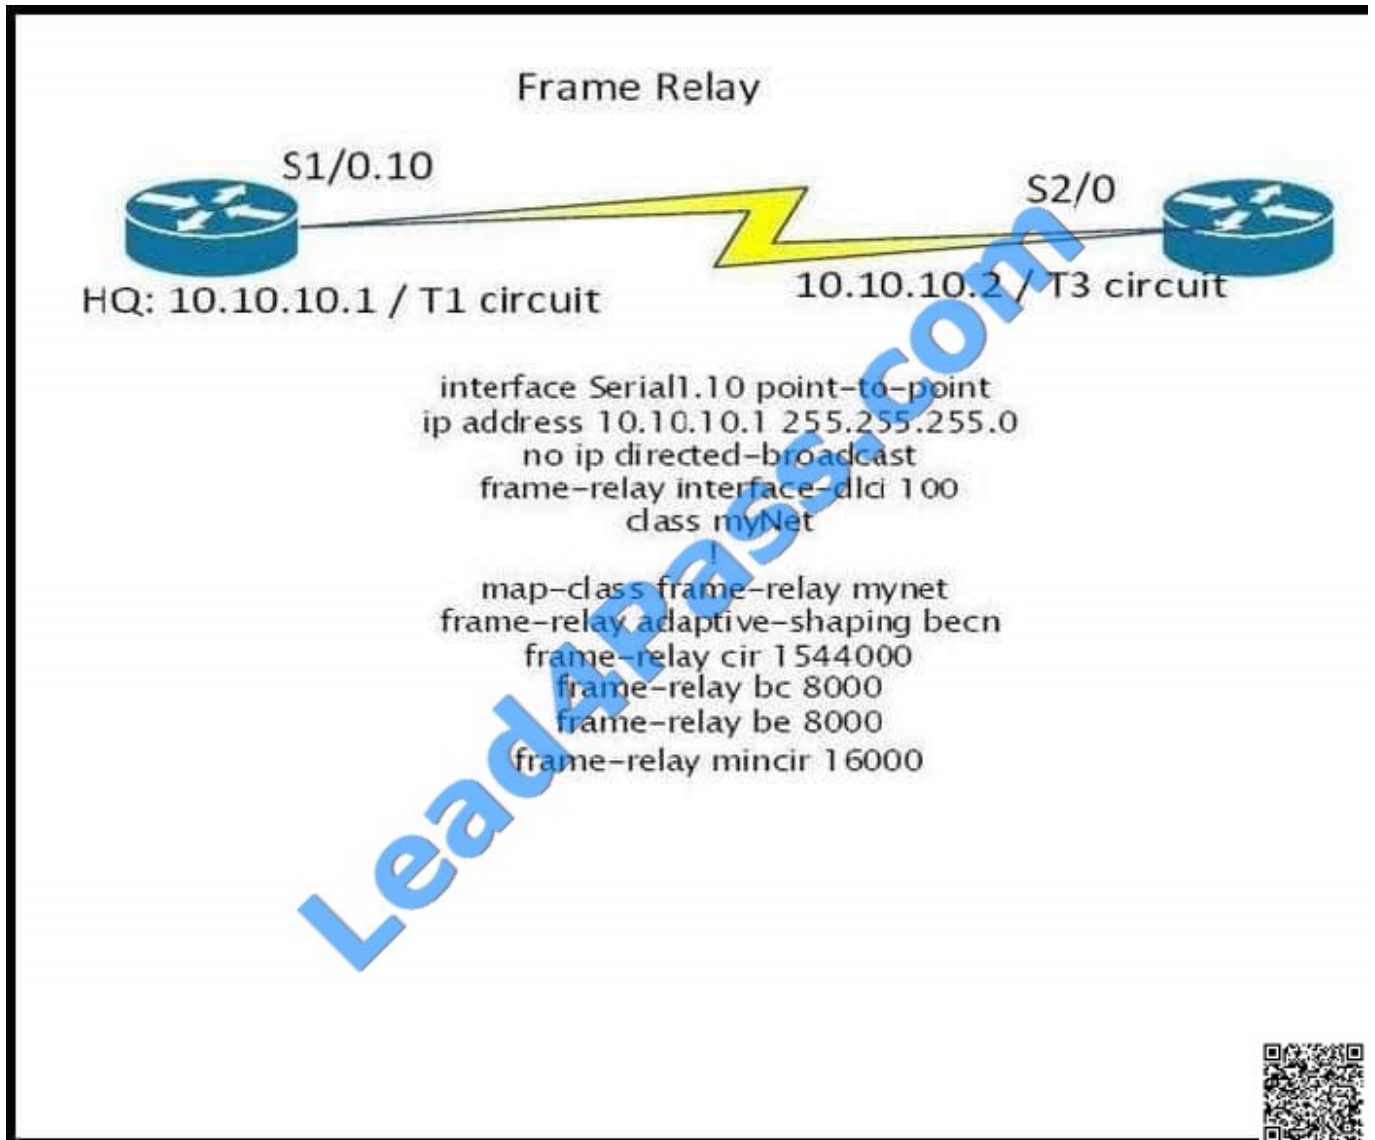 Frame Relay
S1/0.10
S2/0
HQ: 10.10.10.1 / T1 circuit
10.10.10.2 / T3 circuit
interface Serial1.10 point-to-point
ip address 10.10.10.1 255.255.255.0
no ip directed-broadcast
frame-relay interface-dlci 100
class myNet
!
map-class frame-relay mynet
frame-relay adaptive-shaping becn
frame-relay cir 1544000
frame-relay bc 8000
frame-relay be 8000
frame-relay mincir 16000
Lead4Pass.com